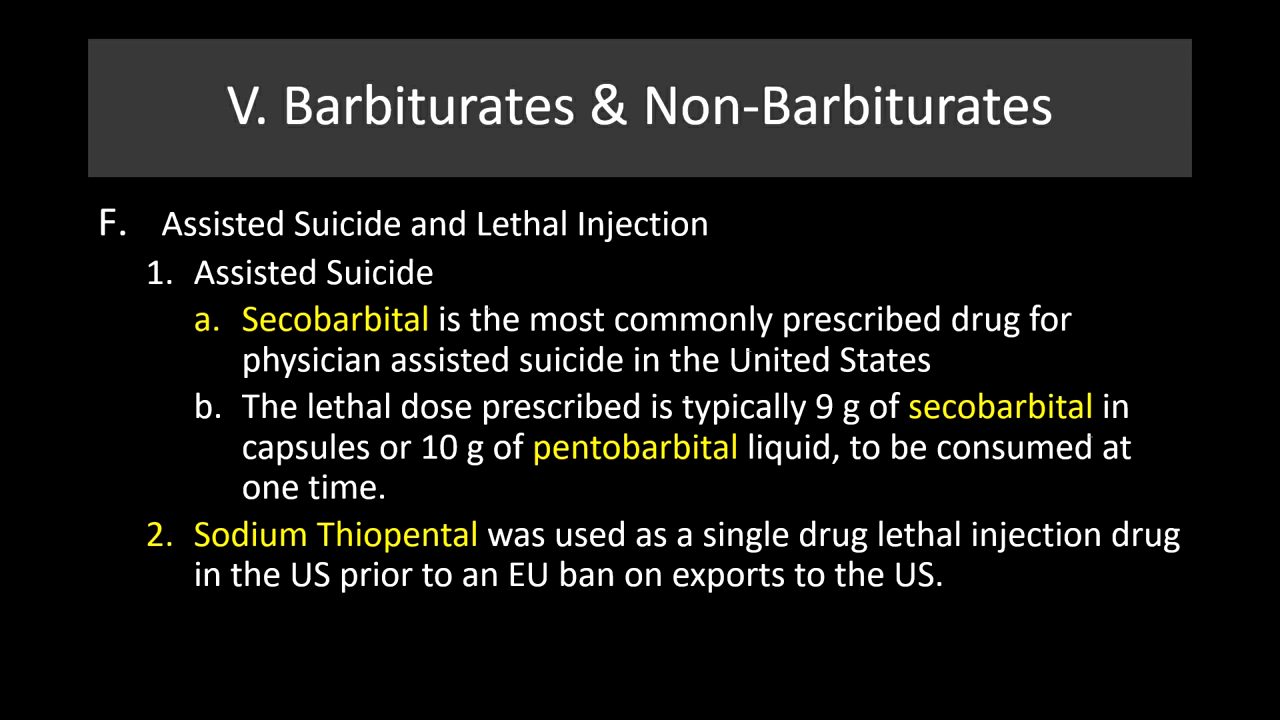 V. Barbiturates & Non-Barbiturates
F. Assisted Suicide and Lethal Injection
1. Assisted Suicide
a. Secobarbital is the most commonly prescribed drug for
physician assisted suicide in the United States
b. The lethal dose prescribed is typically 9 g of secobarbital in
capsules or 10 g of pentobarbital liquid, to be consumed at
one time.
2. Sodium Thiopental was used as a single drug lethal injection drug
in the US prior to an EU ban on exports to the US.